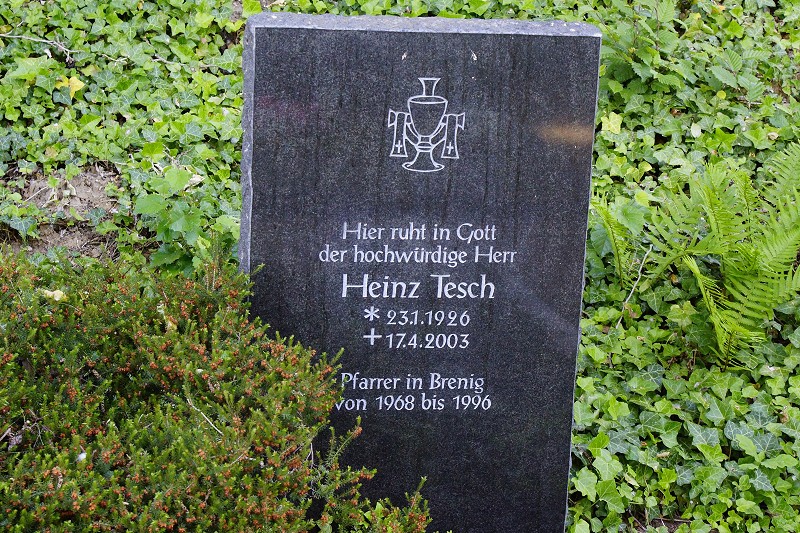 Hier ruht in Gott
der hochwürdige Herr
Heinz Tesch
* 23.1.1926
+ 17.4.2003
Pfarrer in Brenig
von 1968 bis 1996